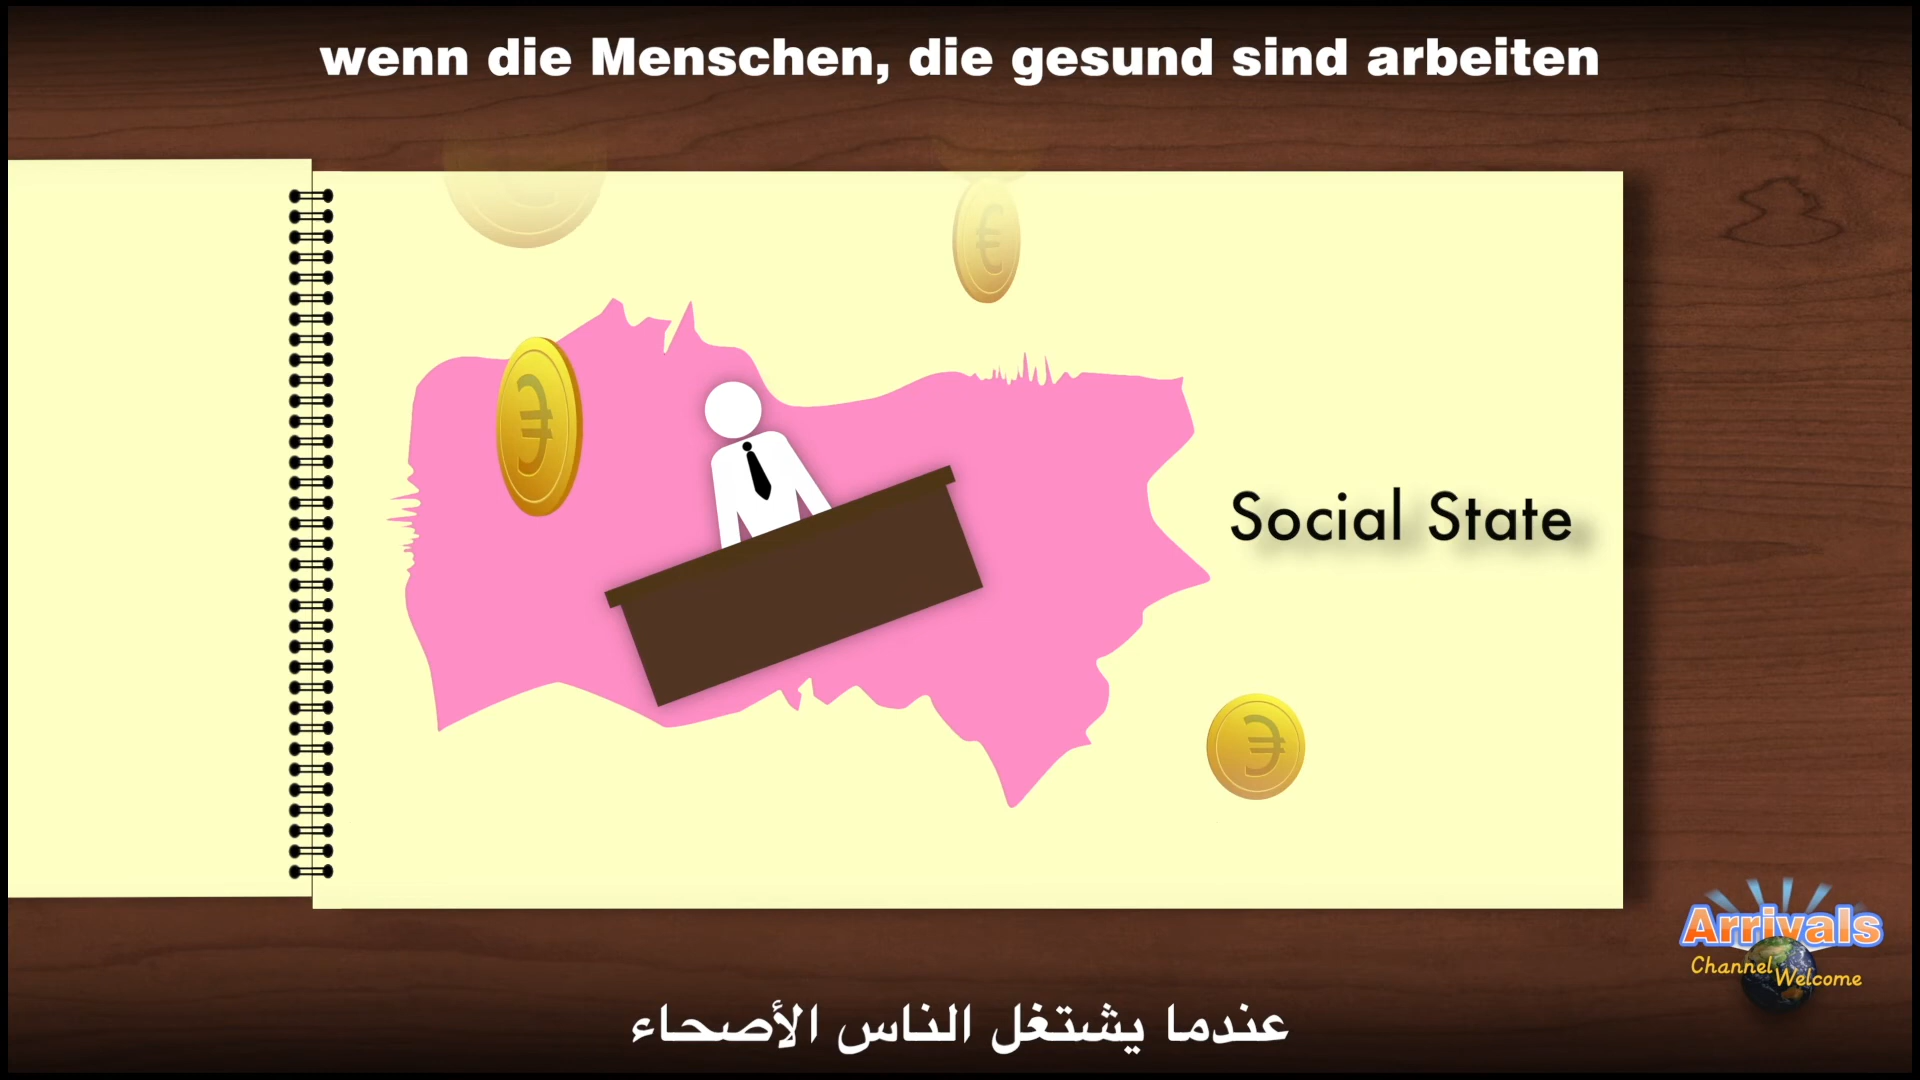 wenn die Menschen, die gesund sind arbeiten
Social State
Arrivals
Channel Welcome
عندما يشتغل الناس الأصحاء